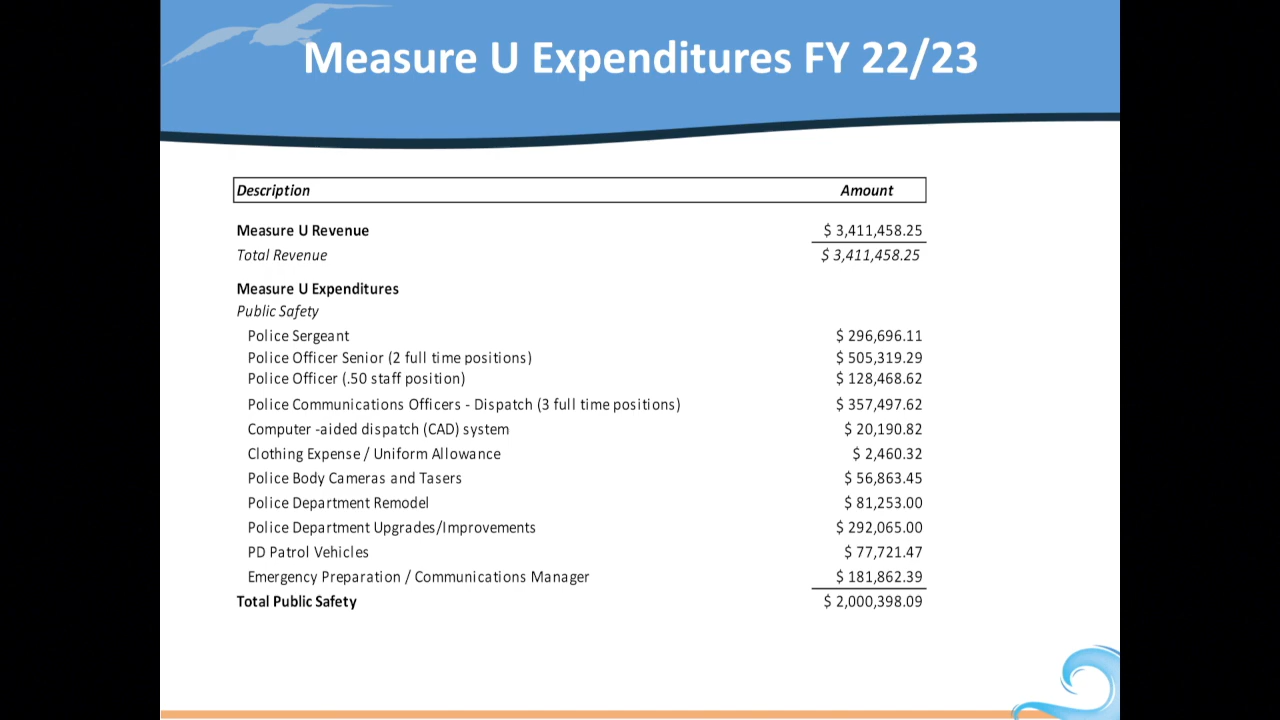 Measure U Expenditures FY 22/23
Description Amount
Measure U Revenue $ 3,411,458.25
Total Revenue $ 3,411,458.25
Measure U Expenditures
Public Safety
Police Sergeant $ 296,696.11
Police Officer Senior (2 full time positions) $ 505,319.29
Police Officer (.50 staff position) $ 128,468.62
Police Communications Officers - Dispatch (3 full time positions) $ 357,497.62
Computer -aided dispatch (CAD) system $ 20,190.82
Clothing Expense / Uniform Allowance $ 2,460.32
Police Body Cameras and Tasers $ 56,863.45
Police Department Remodel $ 81,253.00
Police Department Upgrades/Improvements $ 292,065.00
PD Patrol Vehicles $ 77,721.47
Emergency Preparation / Communications Manager $ 181,862.39
Total Public Safety $ 2,000,398.09